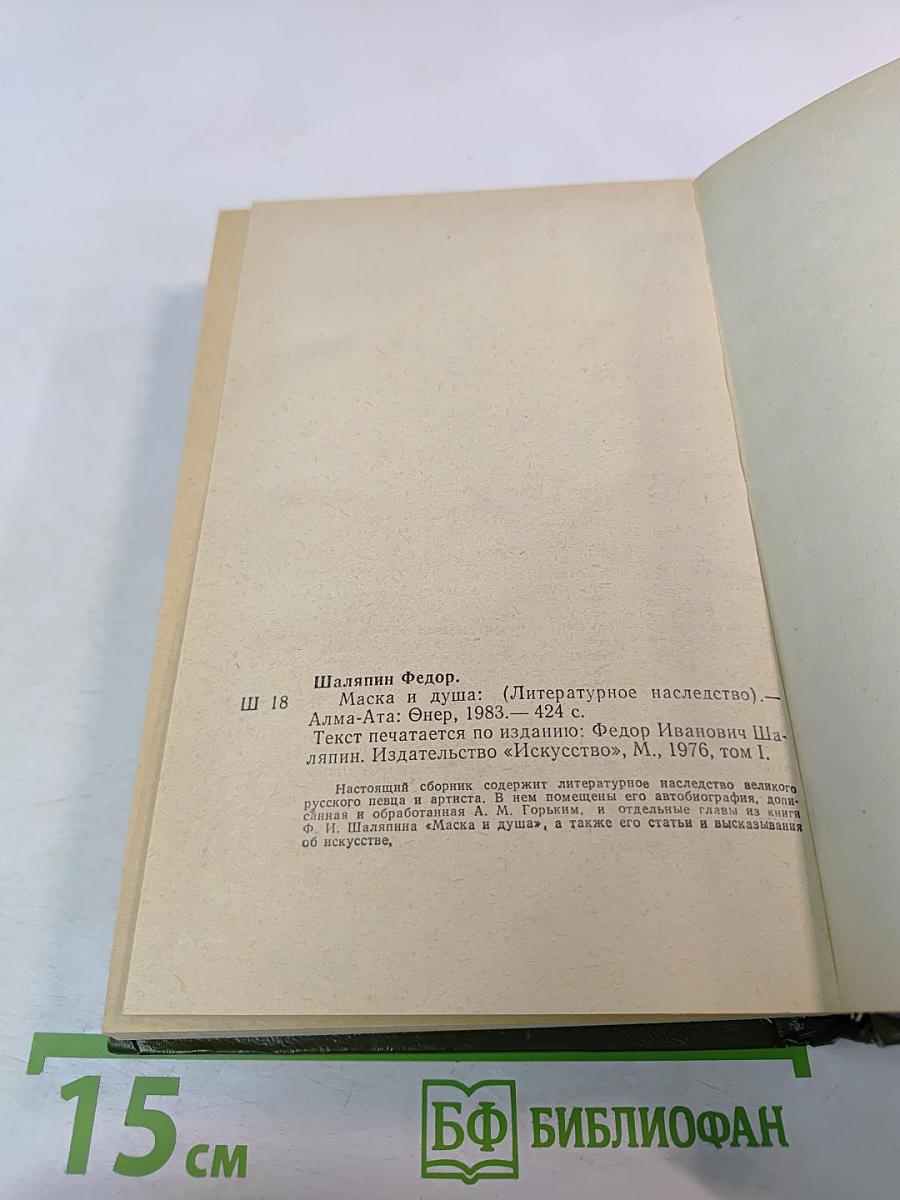 Шаляпин Федор.
Ш 18 Маска и душа: (Литературное наследство).—
Алма-Ата: Өнер, 1983.— 424 с.
Текст печатается по изданию: Федор Иванович Ша-
ляпин. Издательство «Искусство», М., 1976, том I.
Настоящий сборник содержит литературное наследство великого
русского певца и артиста. В нем помещены его автобиография, допи-
санная и обработанная А. М. Горьким, и отдельные главы из книги
Ф. И. Шаляпина «Маска и душа», а также его статьи и высказывания
об искусстве.
15 см
БФ БИБЛИОФАН